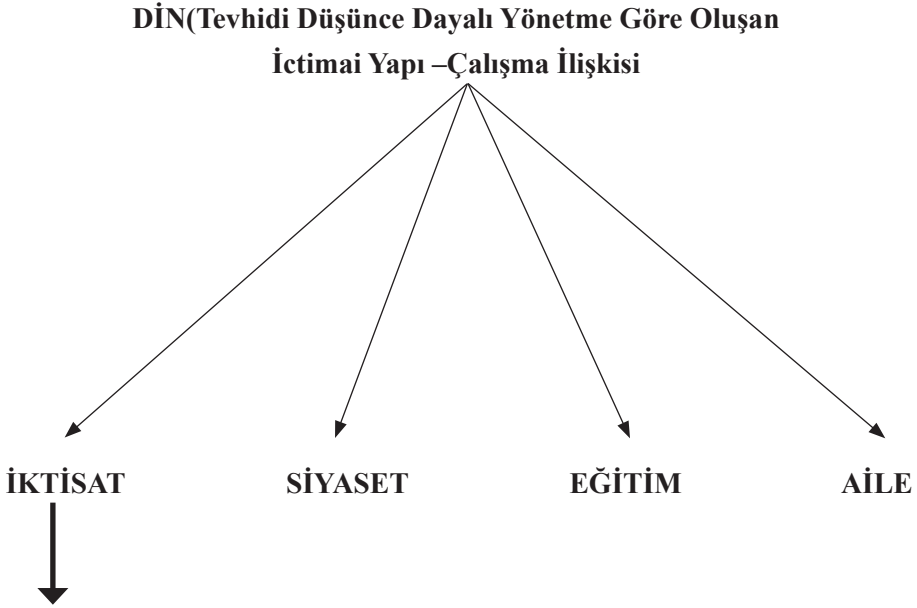 DİN(Tevhidi Düşünce Dayalı Yönetme Göre Oluşan
İctimai Yapı –Çalışma İlişkisi
İKTİSAT SİYASET EĞİTİM AİLE